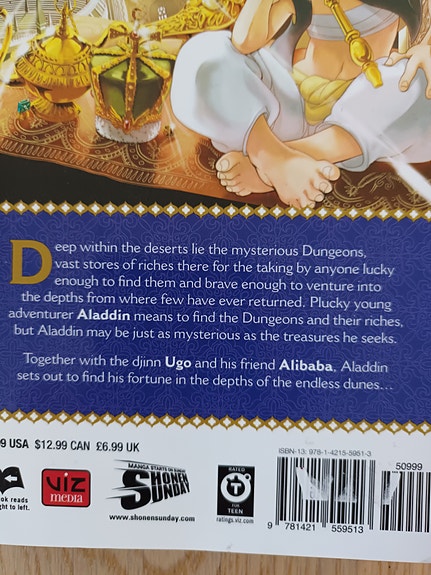 Deep within the deserts lie the mysterious Dungeons,
vast stores of riches there for the taking by anyone lucky
enough to find them and brave enough to venture into
the depths from where few have ever returned. Plucky young
adventurer Aladdin means to find the Dungeons and their riches,
but Aladdin may be just as mysterious as the treasures he seeks.
Together with the djinn Ugo and his friend Alibaba, Aladdin
sets out to find his fortune in the depths of the endless dunes...
9 USA $12.99 CAN £6.99 UK
ok reads
t to left.
VIZ
MEDIA
MANGA STARTS ON SUNDAY
SHONEN
SUNDAY
www.shonensunday.com
RATED
T
FOR
TEEN
ratings.viz.com
ISBN-13: 978-1-4215-5951-3
50999
9 781421 559513